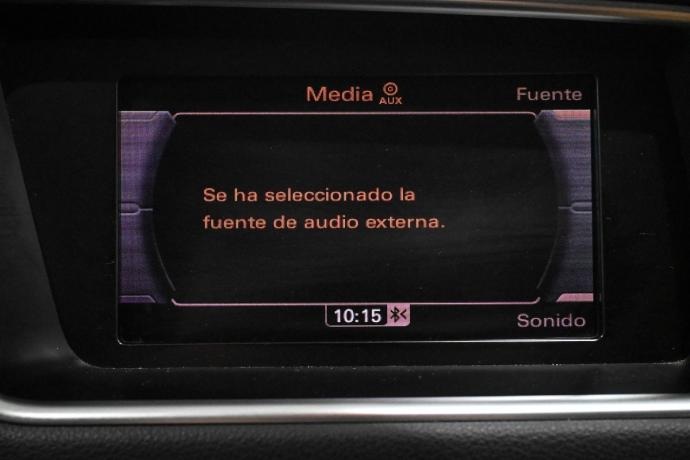 Media AUX
Fuente
Se ha seleccionado la
fuente de audio externa.
10:15
Sonido